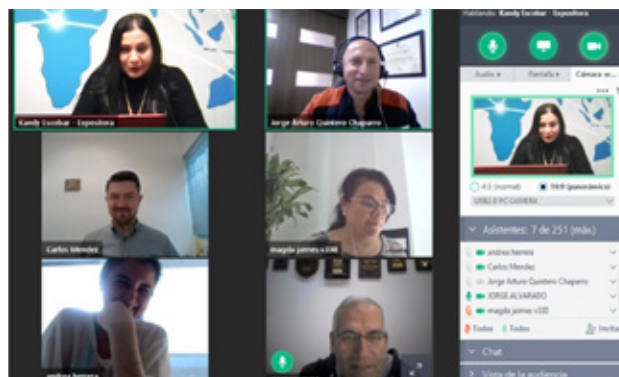 Hablando: Kandy Escobar - Expositora
Audio
Pantalla
Cámara w...
Kandy Escobar - Expositora
Jorge Arturo Quintero Chaparro
4:3 (normal)
16:9 (panorámico)
USB2.0 PC CAMERA
Carlos Mendez
magda jaimes v330
Asistentes: 7 de 251 (máx.)
andrea herrera
Carlos Mendez
Jorge Arturo Quintero Chaparro
JORGE ALVARADO
magda jaimes v330
Todos
Todos
Invitar
andrea herrera
Chat
Vista de la audiencia